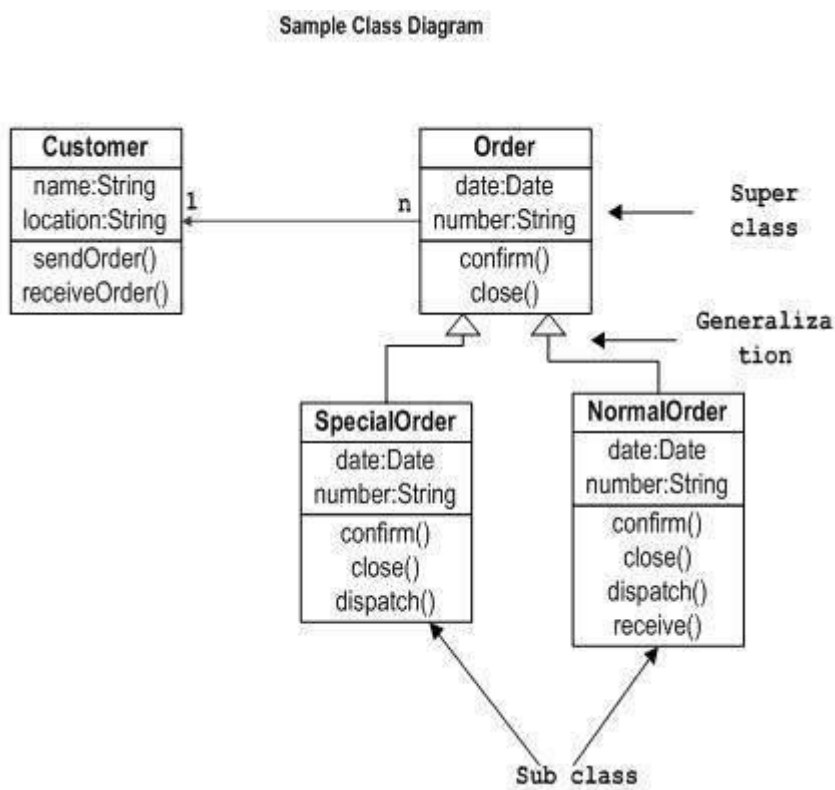 Sample Class Diagram
Customer
name:String
location:String
sendOrder()
receiveOrder()
1
n
Order
date:Date
number:String
confirm()
close()
Super
class
Generaliza
tion
SpecialOrder
date:Date
number:String
confirm()
close()
dispatch()
NormalOrder
date:Date
number:String
confirm()
close()
dispatch()
receive()
Sub class